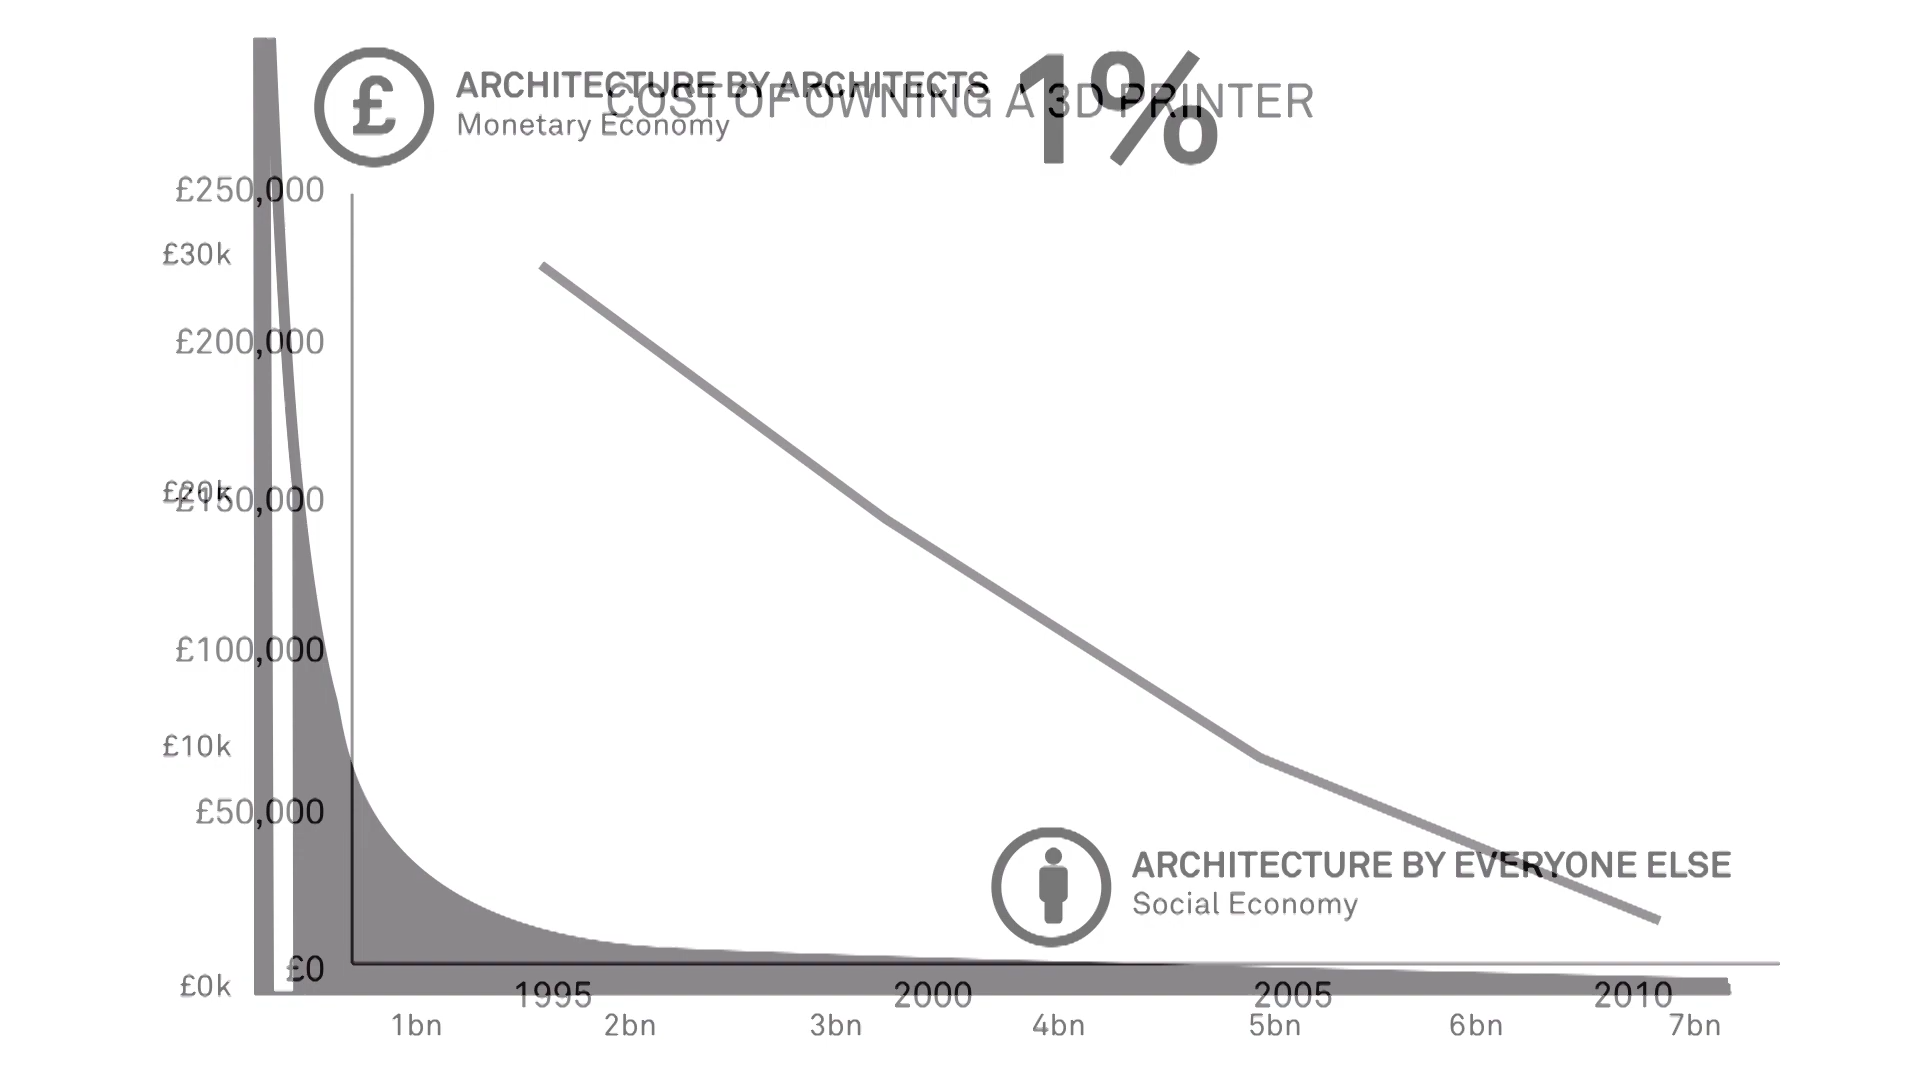 ARCHITECTURE BY ARCHITECTS
Monetary Economy
1%
COST OF OWNING A 3D PRINTER
£250,000
£30k
£200,000
£20k
£150,000
£100,000
£10k
£50,000
ARCHITECTURE BY EVERYONE ELSE
Social Economy
£0
£0k
1995 2000 2005 2010
1bn 2bn 3bn 4bn 5bn 6bn 7bn